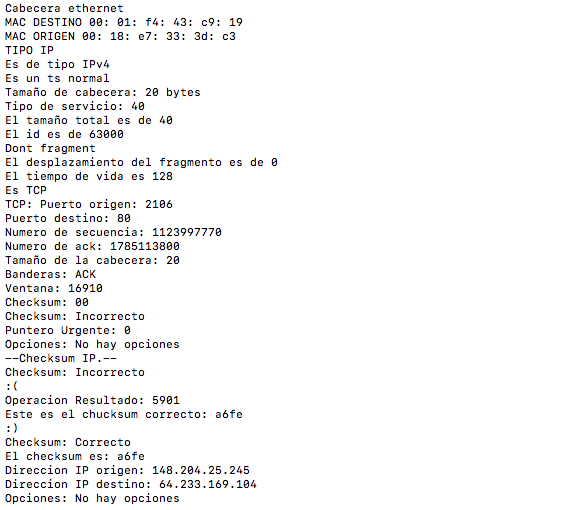 Cabecera ethernet
MAC DESTINO 00: 01: f4: 43: c9: 19
MAC ORIGEN 00: 18: e7: 33: 3d: c3
TIPO IP
Es de tipo IPv4
Es un ts normal
Tamaño de cabecera: 20 bytes
Tipo de servicio: 40
El tamaño total es de 40
El id es de 63000
Dont fragment
El desplazamiento del fragmento es de 0
El tiempo de vida es 128
Es TCP
TCP: Puerto origen: 2106
Puerto destino: 80
Numero de secuencia: 1123997770
Numero de ack: 1785113800
Tamaño de la cabecera: 20
Banderas: ACK
Ventana: 16910
Checksum: 00
Checksum: Incorrecto
Puntero Urgente: 0
Opciones: No hay opciones
--Checksum IP.--
Checksum: Incorrecto
:(
Operacion Resultado: 5901
Este es el chucksum correcto: a6fe
:)
Checksum: Correcto
El checksum es: a6fe
Direccion IP origen: 148.204.25.245
Direccion IP destino: 64.233.169.104
Opciones: No hay opciones